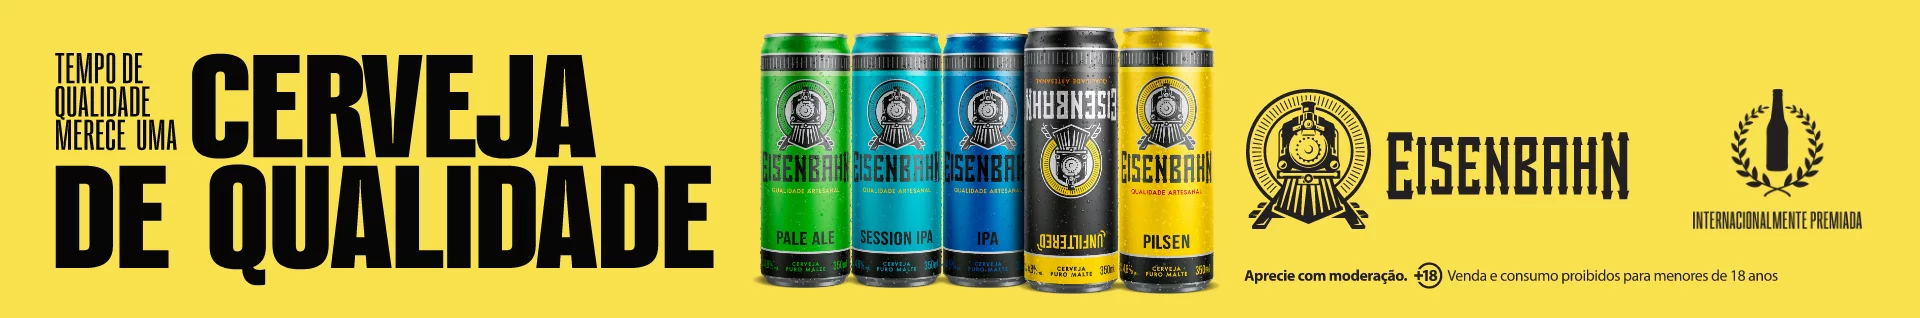 TEMPO DE
QUALIDADE
MERECE UMA
CERVEJA
DE QUALIDADE
EISENBAHN
QUALIDADE ARTESANAL
PALE ALE
CERVEJA
PURO MALTE
350ml
EISENBAHN
QUALIDADE ARTESANAL
SESSION IPA
CERVEJA
PURO MALTE
350ml
EISENBAHN
QUALIDADE ARTESANAL
IPA
CERVEJA
PURO MALTE
QUALIDADE ARTESANAL
EISENBAHN
UNFILTERED
CERVEJA
PURO MALTE
350ml
EISENBAHN
QUALIDADE ARTESANAL
PILSEN
CERVEJA
PURO MALTE
350ml
EISENBAHN
INTERNACIONALMENTE PREMIADA
Aprecie com moderação. +18 Venda e consumo proibidos para menores de 18 anos